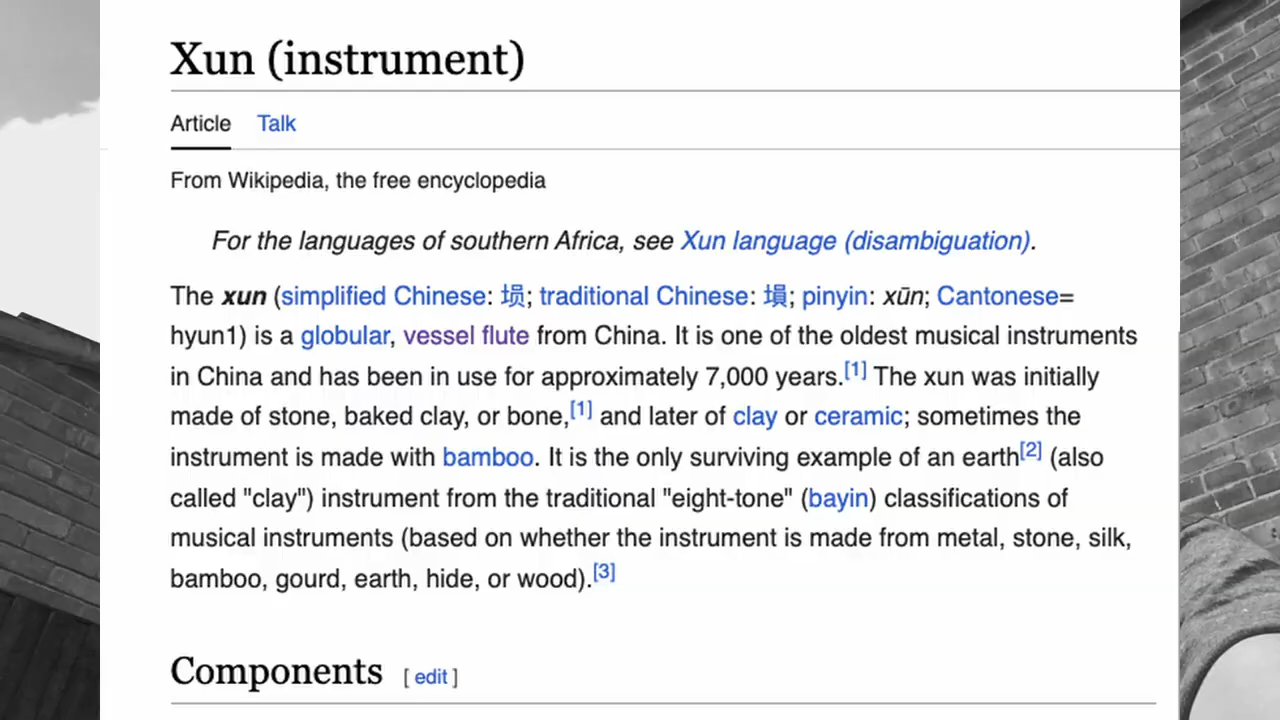 Xun (instrument)
Article Talk
From Wikipedia, the free encyclopedia
For the languages of southern Africa, see Xun language (disambiguation).
The xun (simplified Chinese: 埙; traditional Chinese: 塤; pinyin: xūn; Cantonese=
hyun1) is a globular, vessel flute from China. It is one of the oldest musical instruments
in China and has been in use for approximately 7,000 years.[1] The xun was initially
made of stone, baked clay, or bone,[1] and later of clay or ceramic; sometimes the
instrument is made with bamboo. It is the only surviving example of an earth[2] (also
called "clay") instrument from the traditional "eight-tone" (bayin) classifications of
musical instruments (based on whether the instrument is made from metal, stone, silk,
bamboo, gourd, earth, hide, or wood).[3]
Components [ edit ]